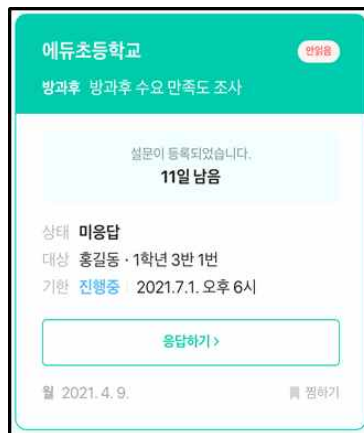 에듀초등학교 안읽음
방과후 방과후 수요 만족도 조사
설문이 등록되었습니다.
11일 남음
상태 미응답
대상 홍길동 · 1학년 3반 1번
기한 진행중 2021.7.1. 오후 6시
응답하기 >
월 2021. 4. 9. 찜하기